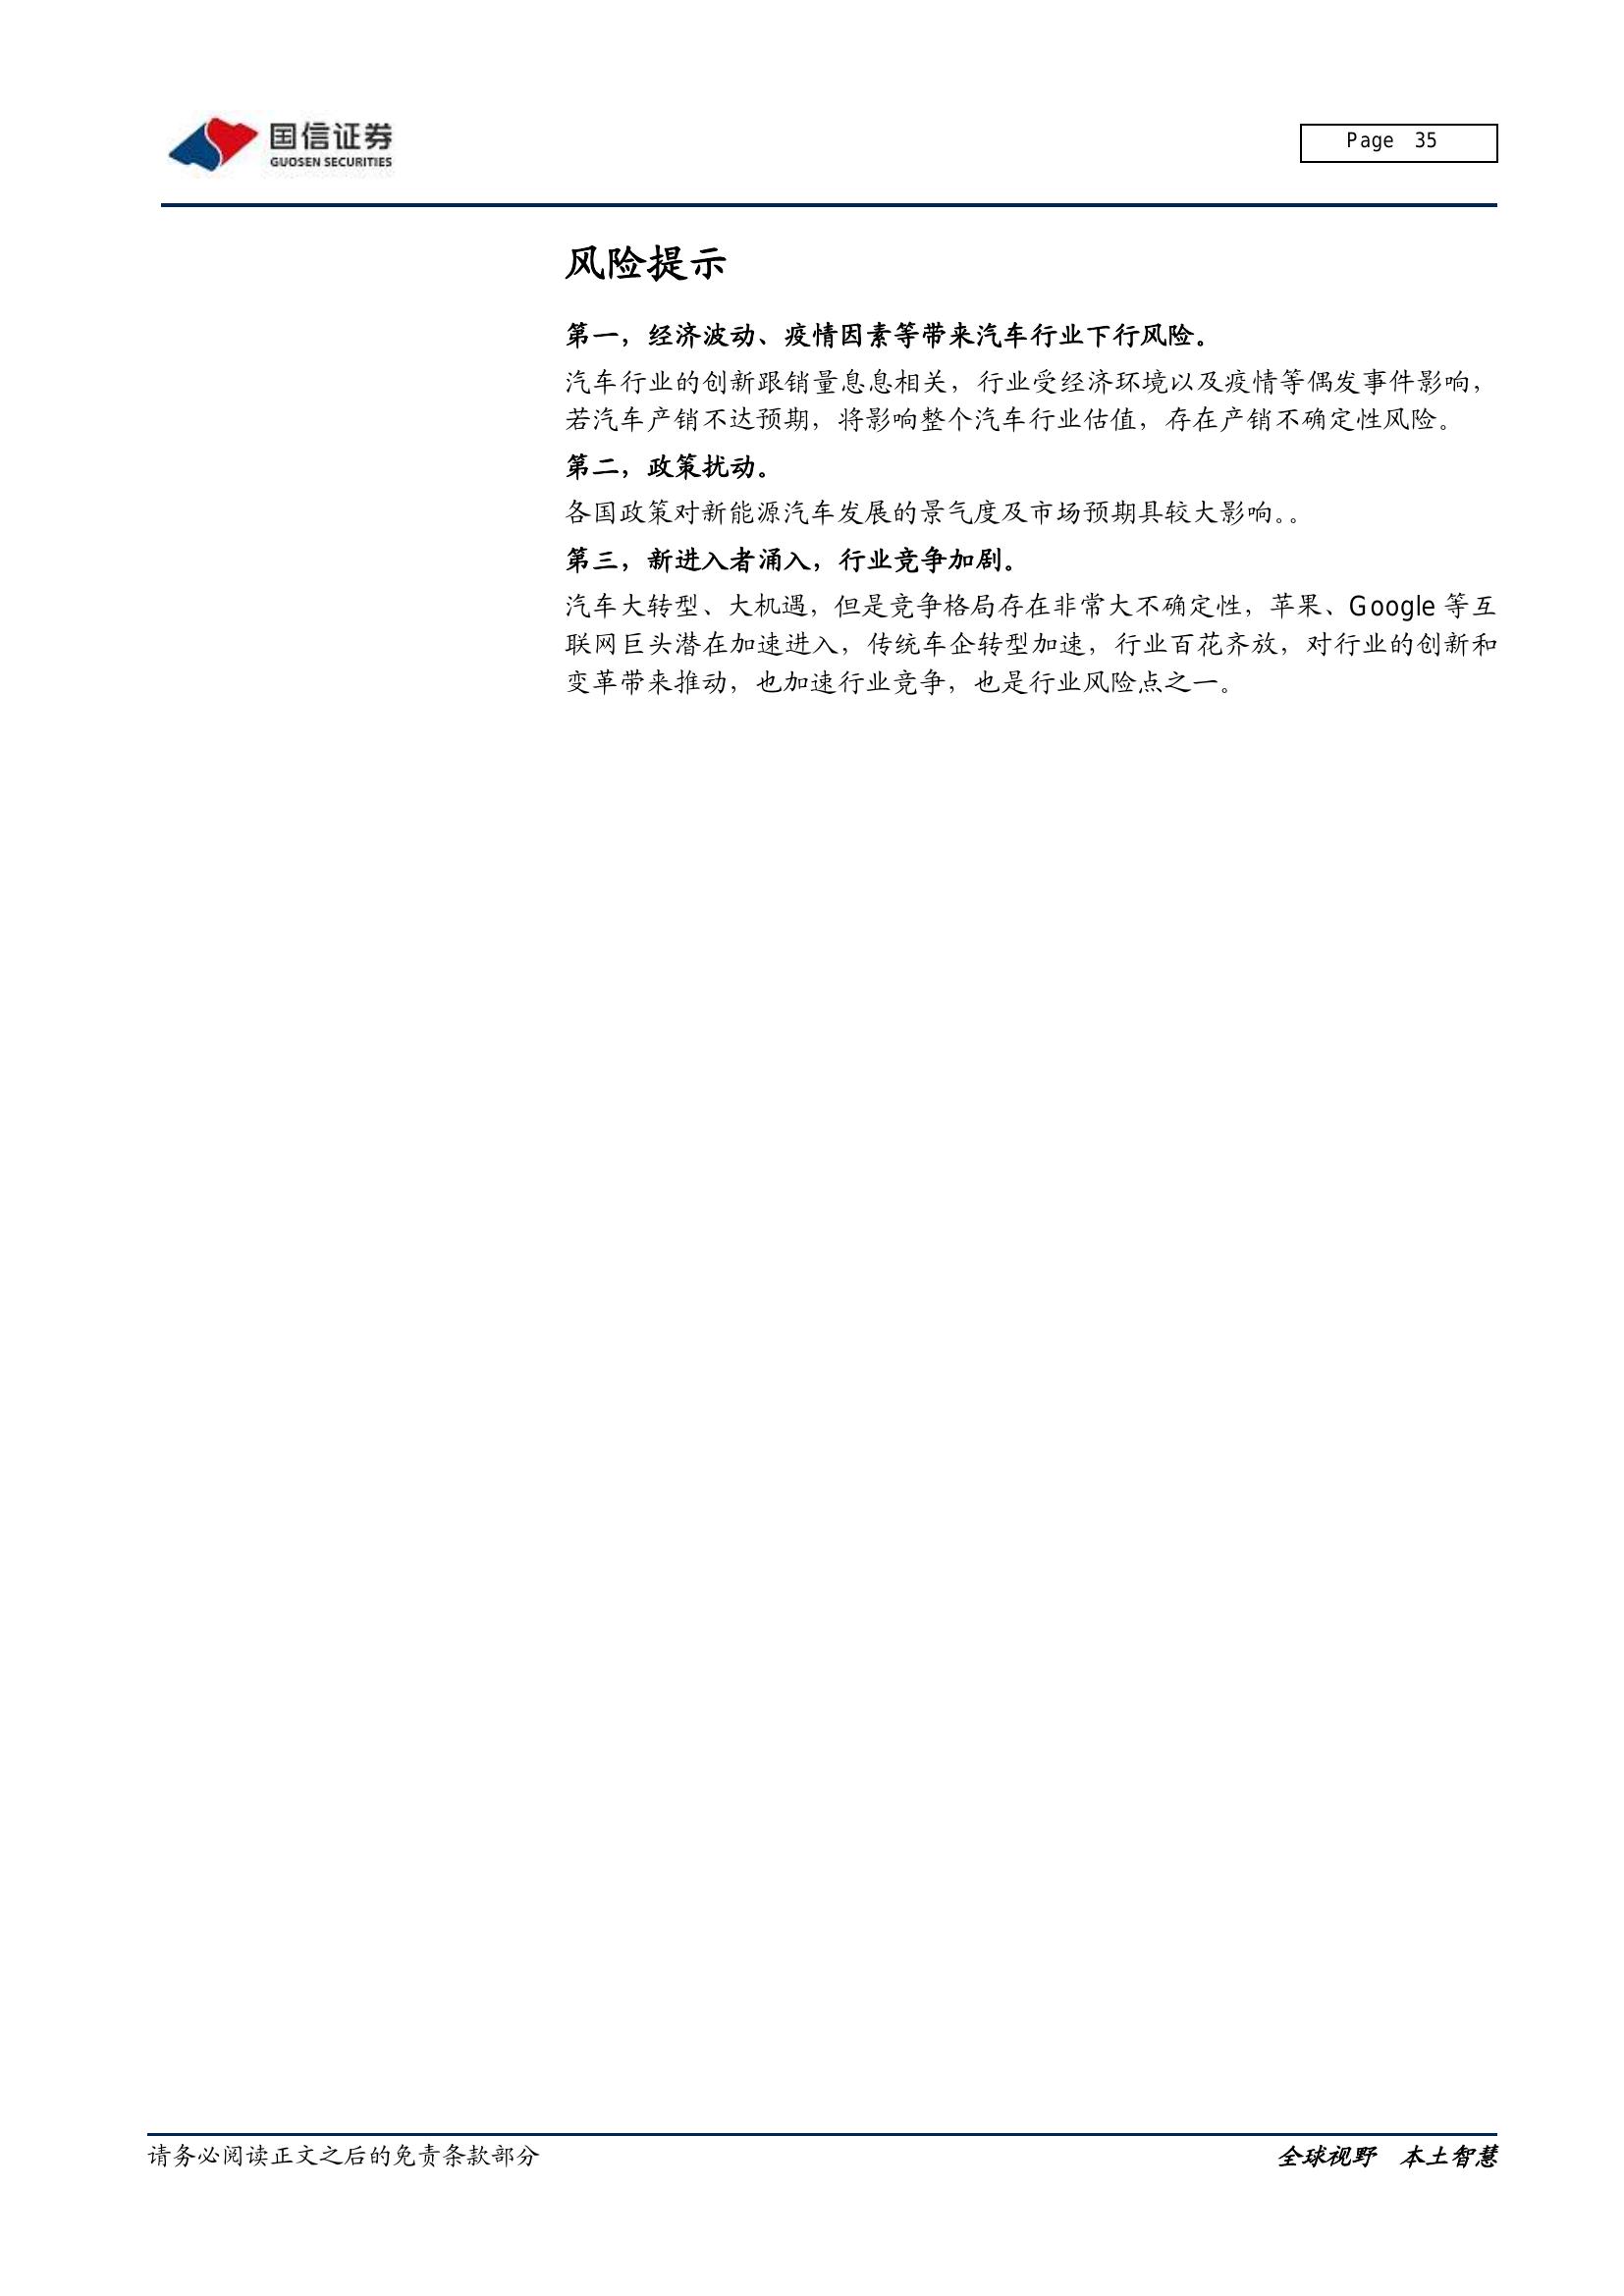 国信证券
GUOSEN SECURITIES
Page 35
风险提示
第一，经济波动、疫情因素等带来汽车行业下行风险。
汽车行业的创新跟销量息息相关，行业受经济环境以及疫情等偶发事件影响，
若汽车产销不达预期，将影响整个汽车行业估值，存在产销不确定性风险。
第二，政策扰动。
各国政策对新能源汽车发展的景气度及市场预期具较大影响。。
第三，新进入者涌入，行业竞争加剧。
汽车大转型、大机遇，但是竞争格局存在非常大不确定性，苹果、Google 等互
联网巨头潜在加速进入，传统车企转型加速，行业百花齐放，对行业的创新和
变革带来推动，也加速行业竞争，也是行业风险点之一。
请务必阅读正文之后的免责条款部分
全球视野 本土智慧